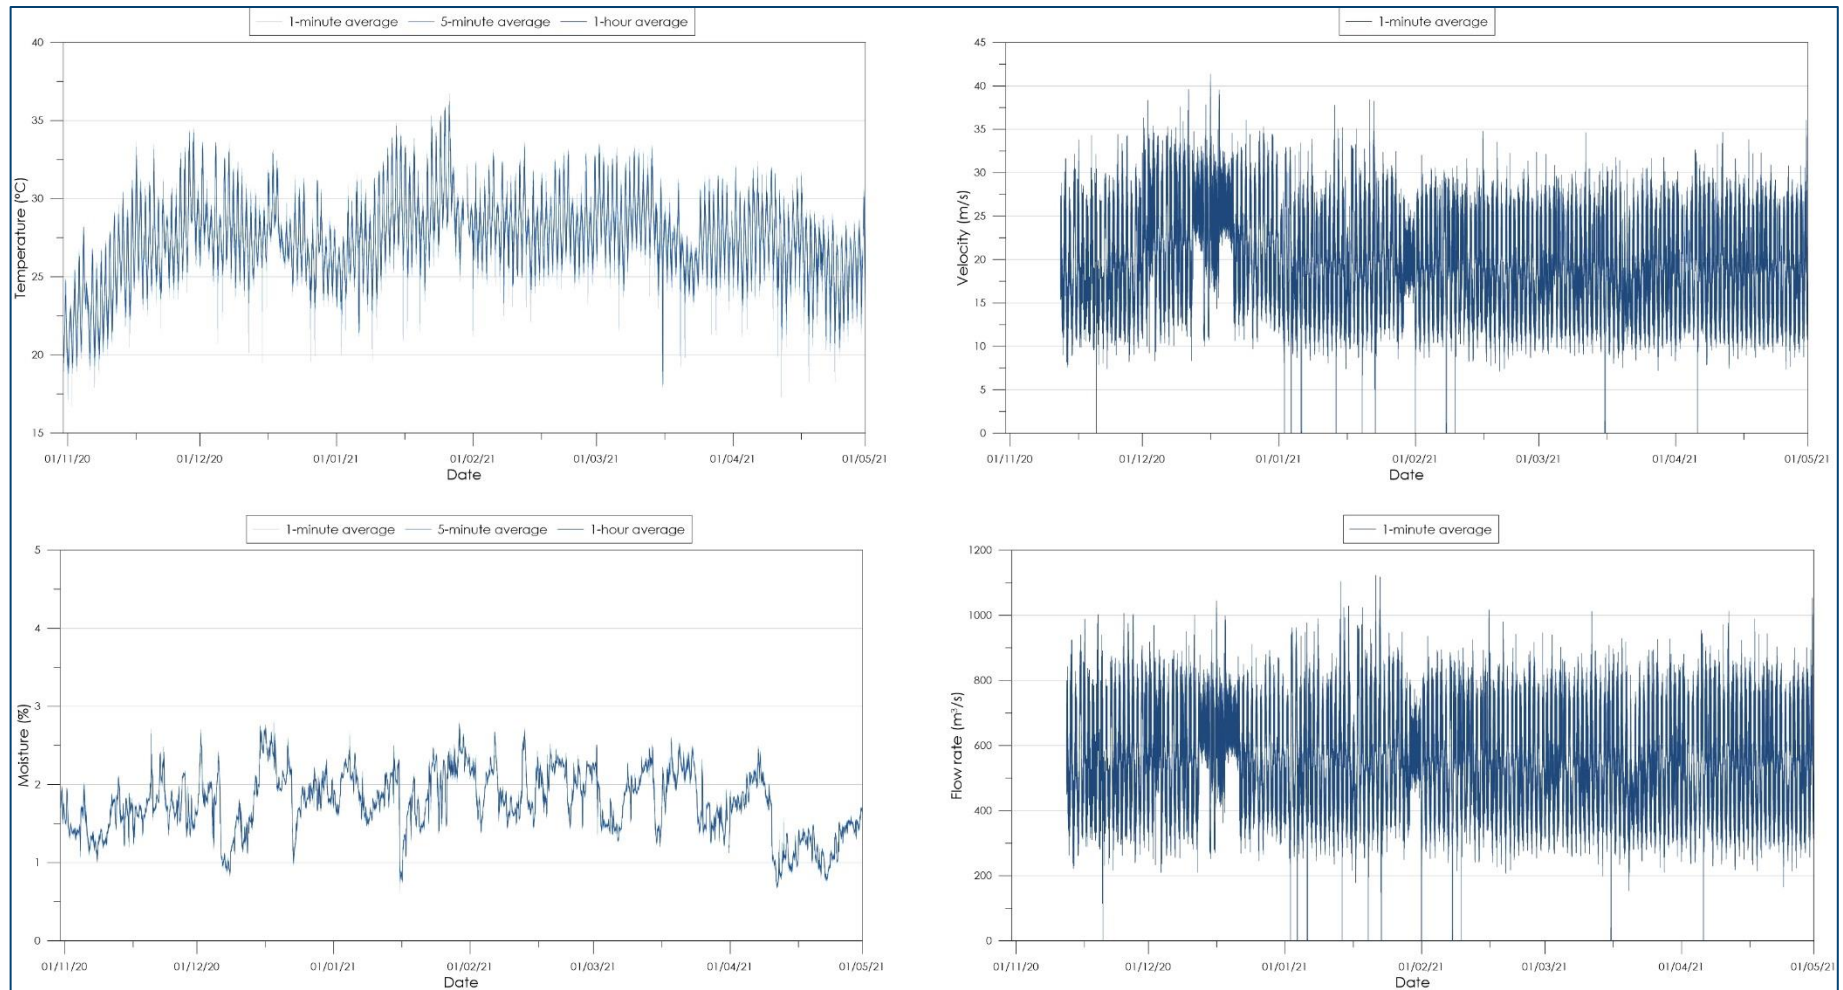 1-minute average 5-minute average 1-hour average
40
35
30
25
20
15
Temperature (°C)
01/11/20 01/12/20 01/01/21 01/02/21 01/03/21 01/04/21 01/05/21
Date
1-minute average
45
40
35
30
25
20
15
10
5
0
Velocity (m/s)
01/11/20 01/12/20 01/01/21 01/02/21 01/03/21 01/04/21 01/05/21
Date
1-minute average 5-minute average 1-hour average
5
4
3
2
1
0
Moisture (%)
01/11/20 01/12/20 01/01/21 01/02/21 01/03/21 01/04/21 01/05/21
Date
1-minute average
1200
1000
800
600
400
200
0
Flow rate (m³/s)
01/11/20 01/12/20 01/01/21 01/02/21 01/03/21 01/04/21 01/05/21
Date